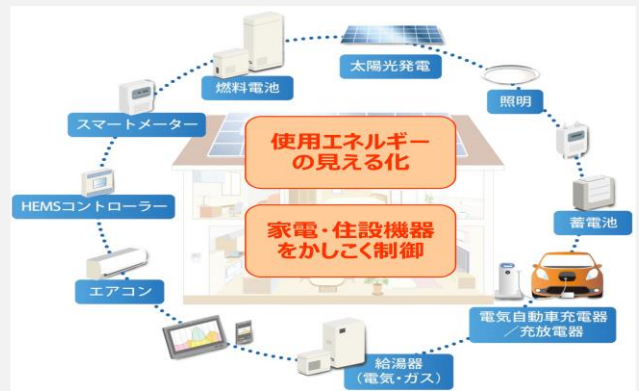 太陽光発電
燃料電池
照明
スマートメーター
使用エネルギー
の見える化
HEMSコントローラー
蓄電池
家電・住設機器
をかしこく制御
エアコン
電気自動車充電器
／充放電器
給湯器
（電気・ガス）